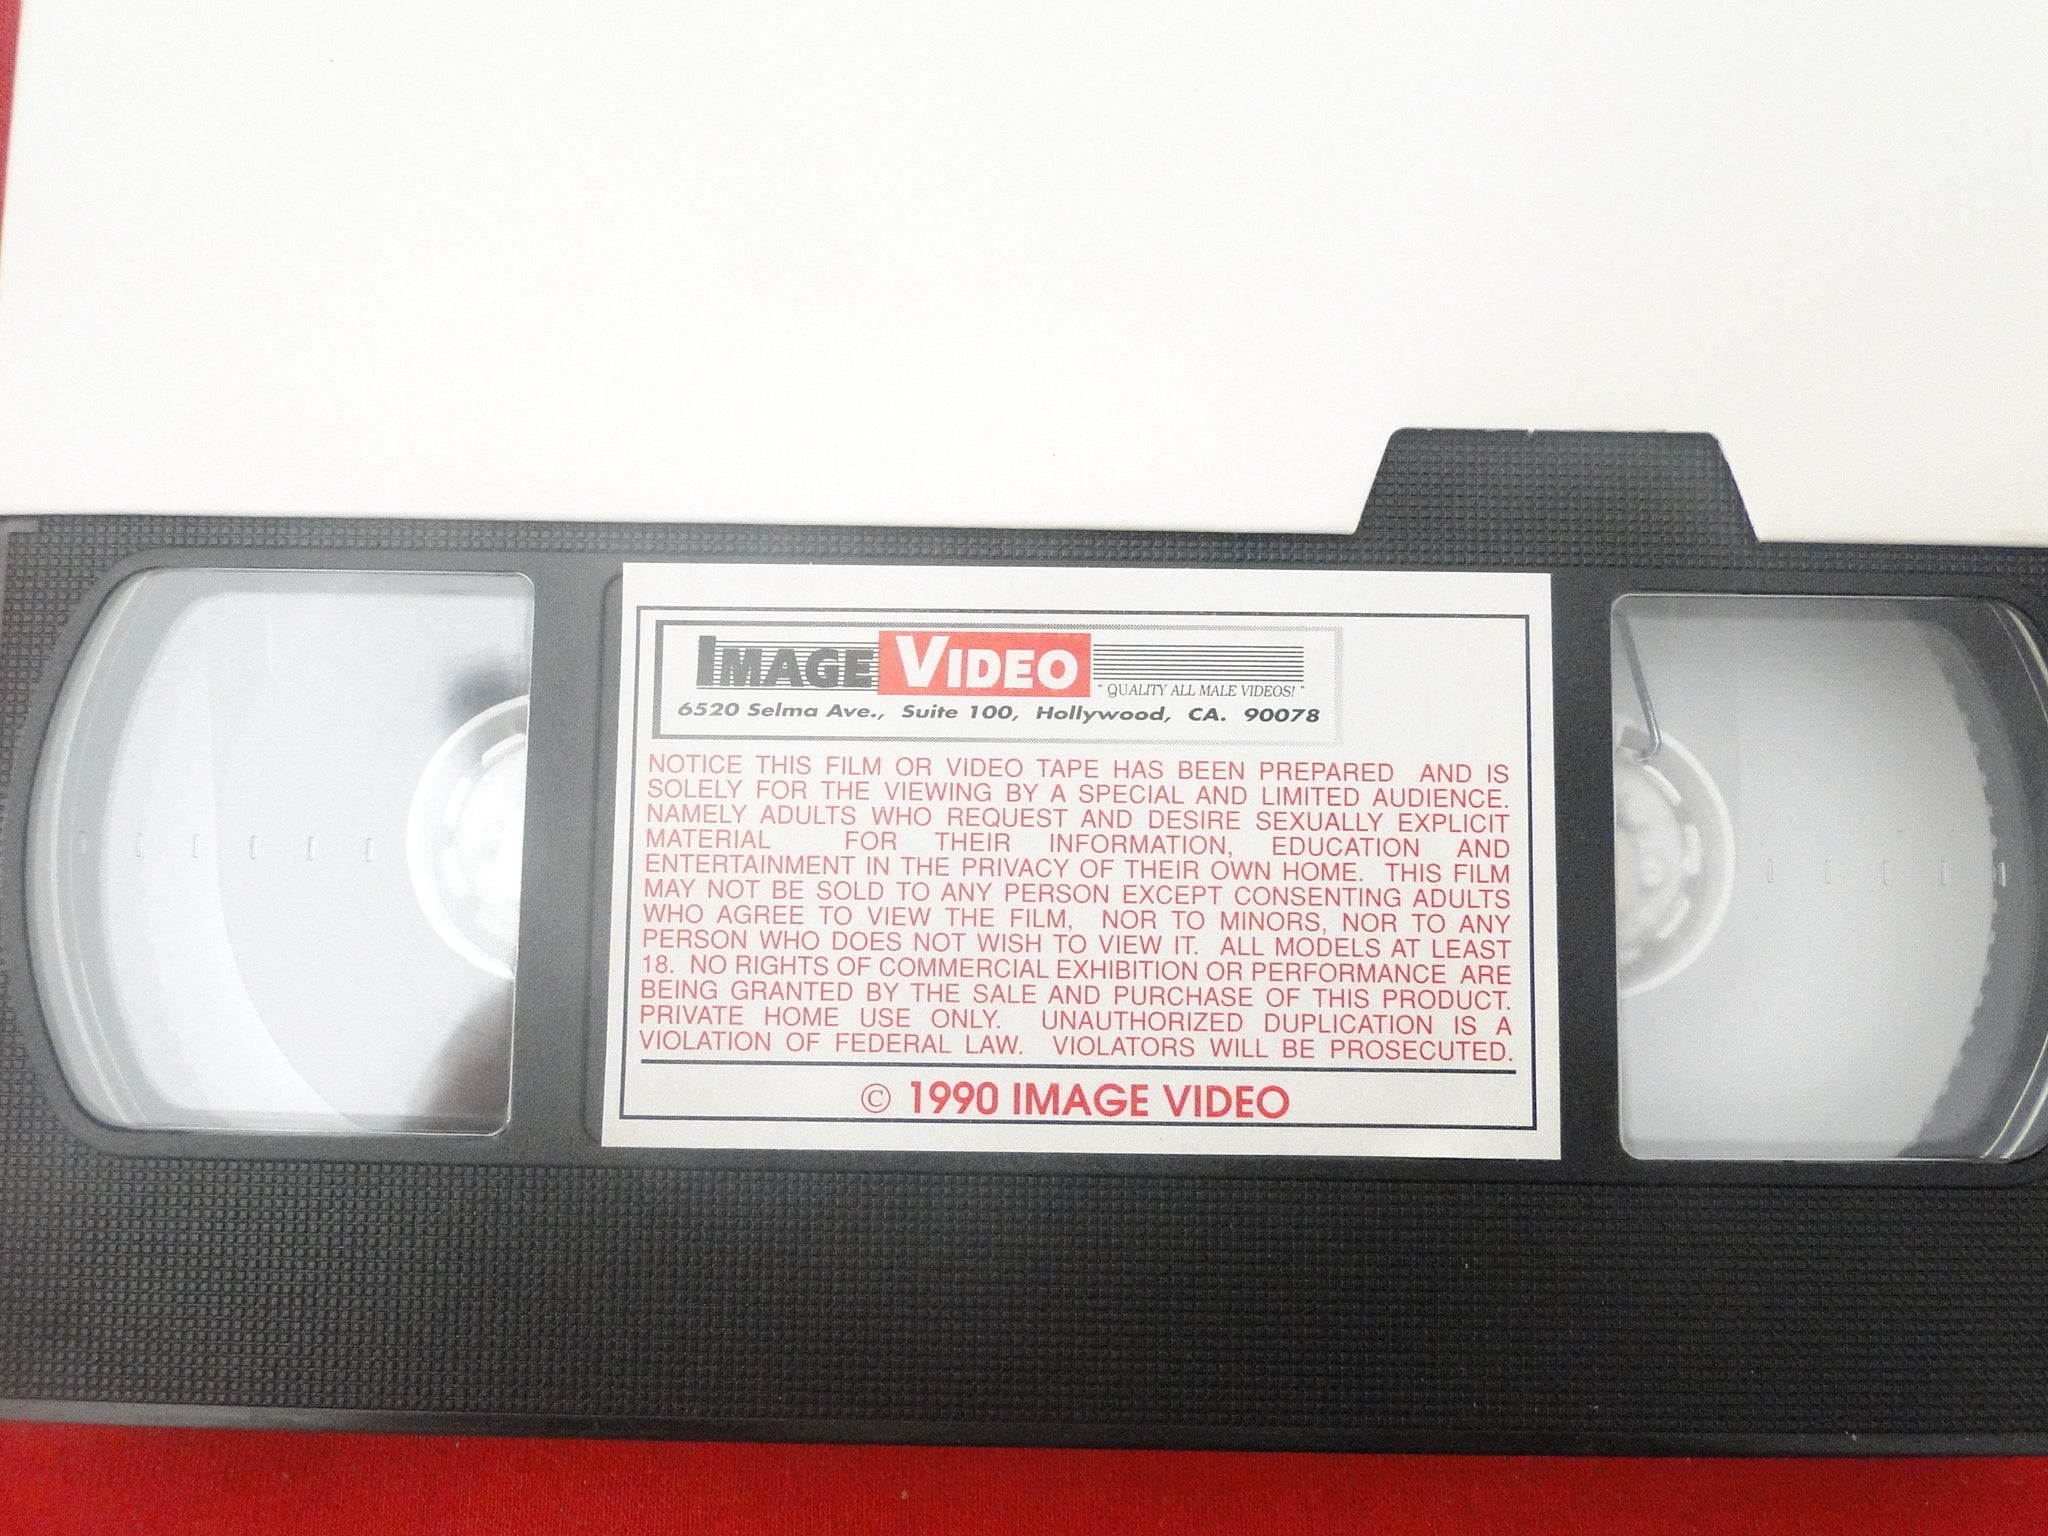 IMAGE VIDEO
" QUALITY ALL MALE VIDEOS! "
6520 Selma Ave., Suite 100, Hollywood, CA. 90078
NOTICE THIS FILM OR VIDEO TAPE HAS BEEN PREPARED AND IS
SOLELY FOR THE VIEWING BY A SPECIAL AND LIMITED AUDIENCE.
NAMELY ADULTS WHO REQUEST AND DESIRE SEXUALLY EXPLICIT
MATERIAL FOR THEIR INFORMATION, EDUCATION AND
ENTERTAINMENT IN THE PRIVACY OF THEIR OWN HOME. THIS FILM
MAY NOT BE SOLD TO ANY PERSON EXCEPT CONSENTING ADULTS
WHO AGREE TO VIEW THE FILM, NOR TO MINORS, NOR TO ANY
PERSON WHO DOES NOT WISH TO VIEW IT. ALL MODELS AT LEAST
18. NO RIGHTS OF COMMERCIAL EXHIBITION OR PERFORMANCE ARE
BEING GRANTED BY THE SALE AND PURCHASE OF THIS PRODUCT.
PRIVATE HOME USE ONLY. UNAUTHORIZED DUPLICATION IS A
VIOLATION OF FEDERAL LAW. VIOLATORS WILL BE PROSECUTED.
© 1990 IMAGE VIDEO